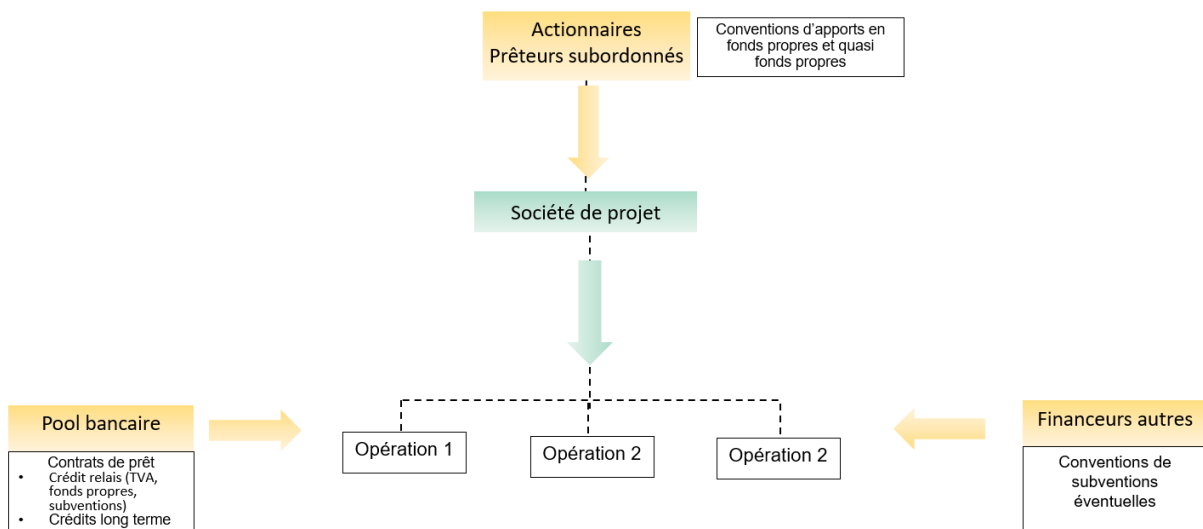 Actionnaires
Prêteurs subordonnés
Conventions d'apports en
fonds propres et quasi
fonds propres
Société de projet
Pool bancaire
Contrats de prêt
• Crédit relais (TVA,
fonds propres,
subventions)
• Crédits long terme
Opération 1
Opération 2
Opération 2
Financeurs autres
Conventions de
subventions
éventuelles